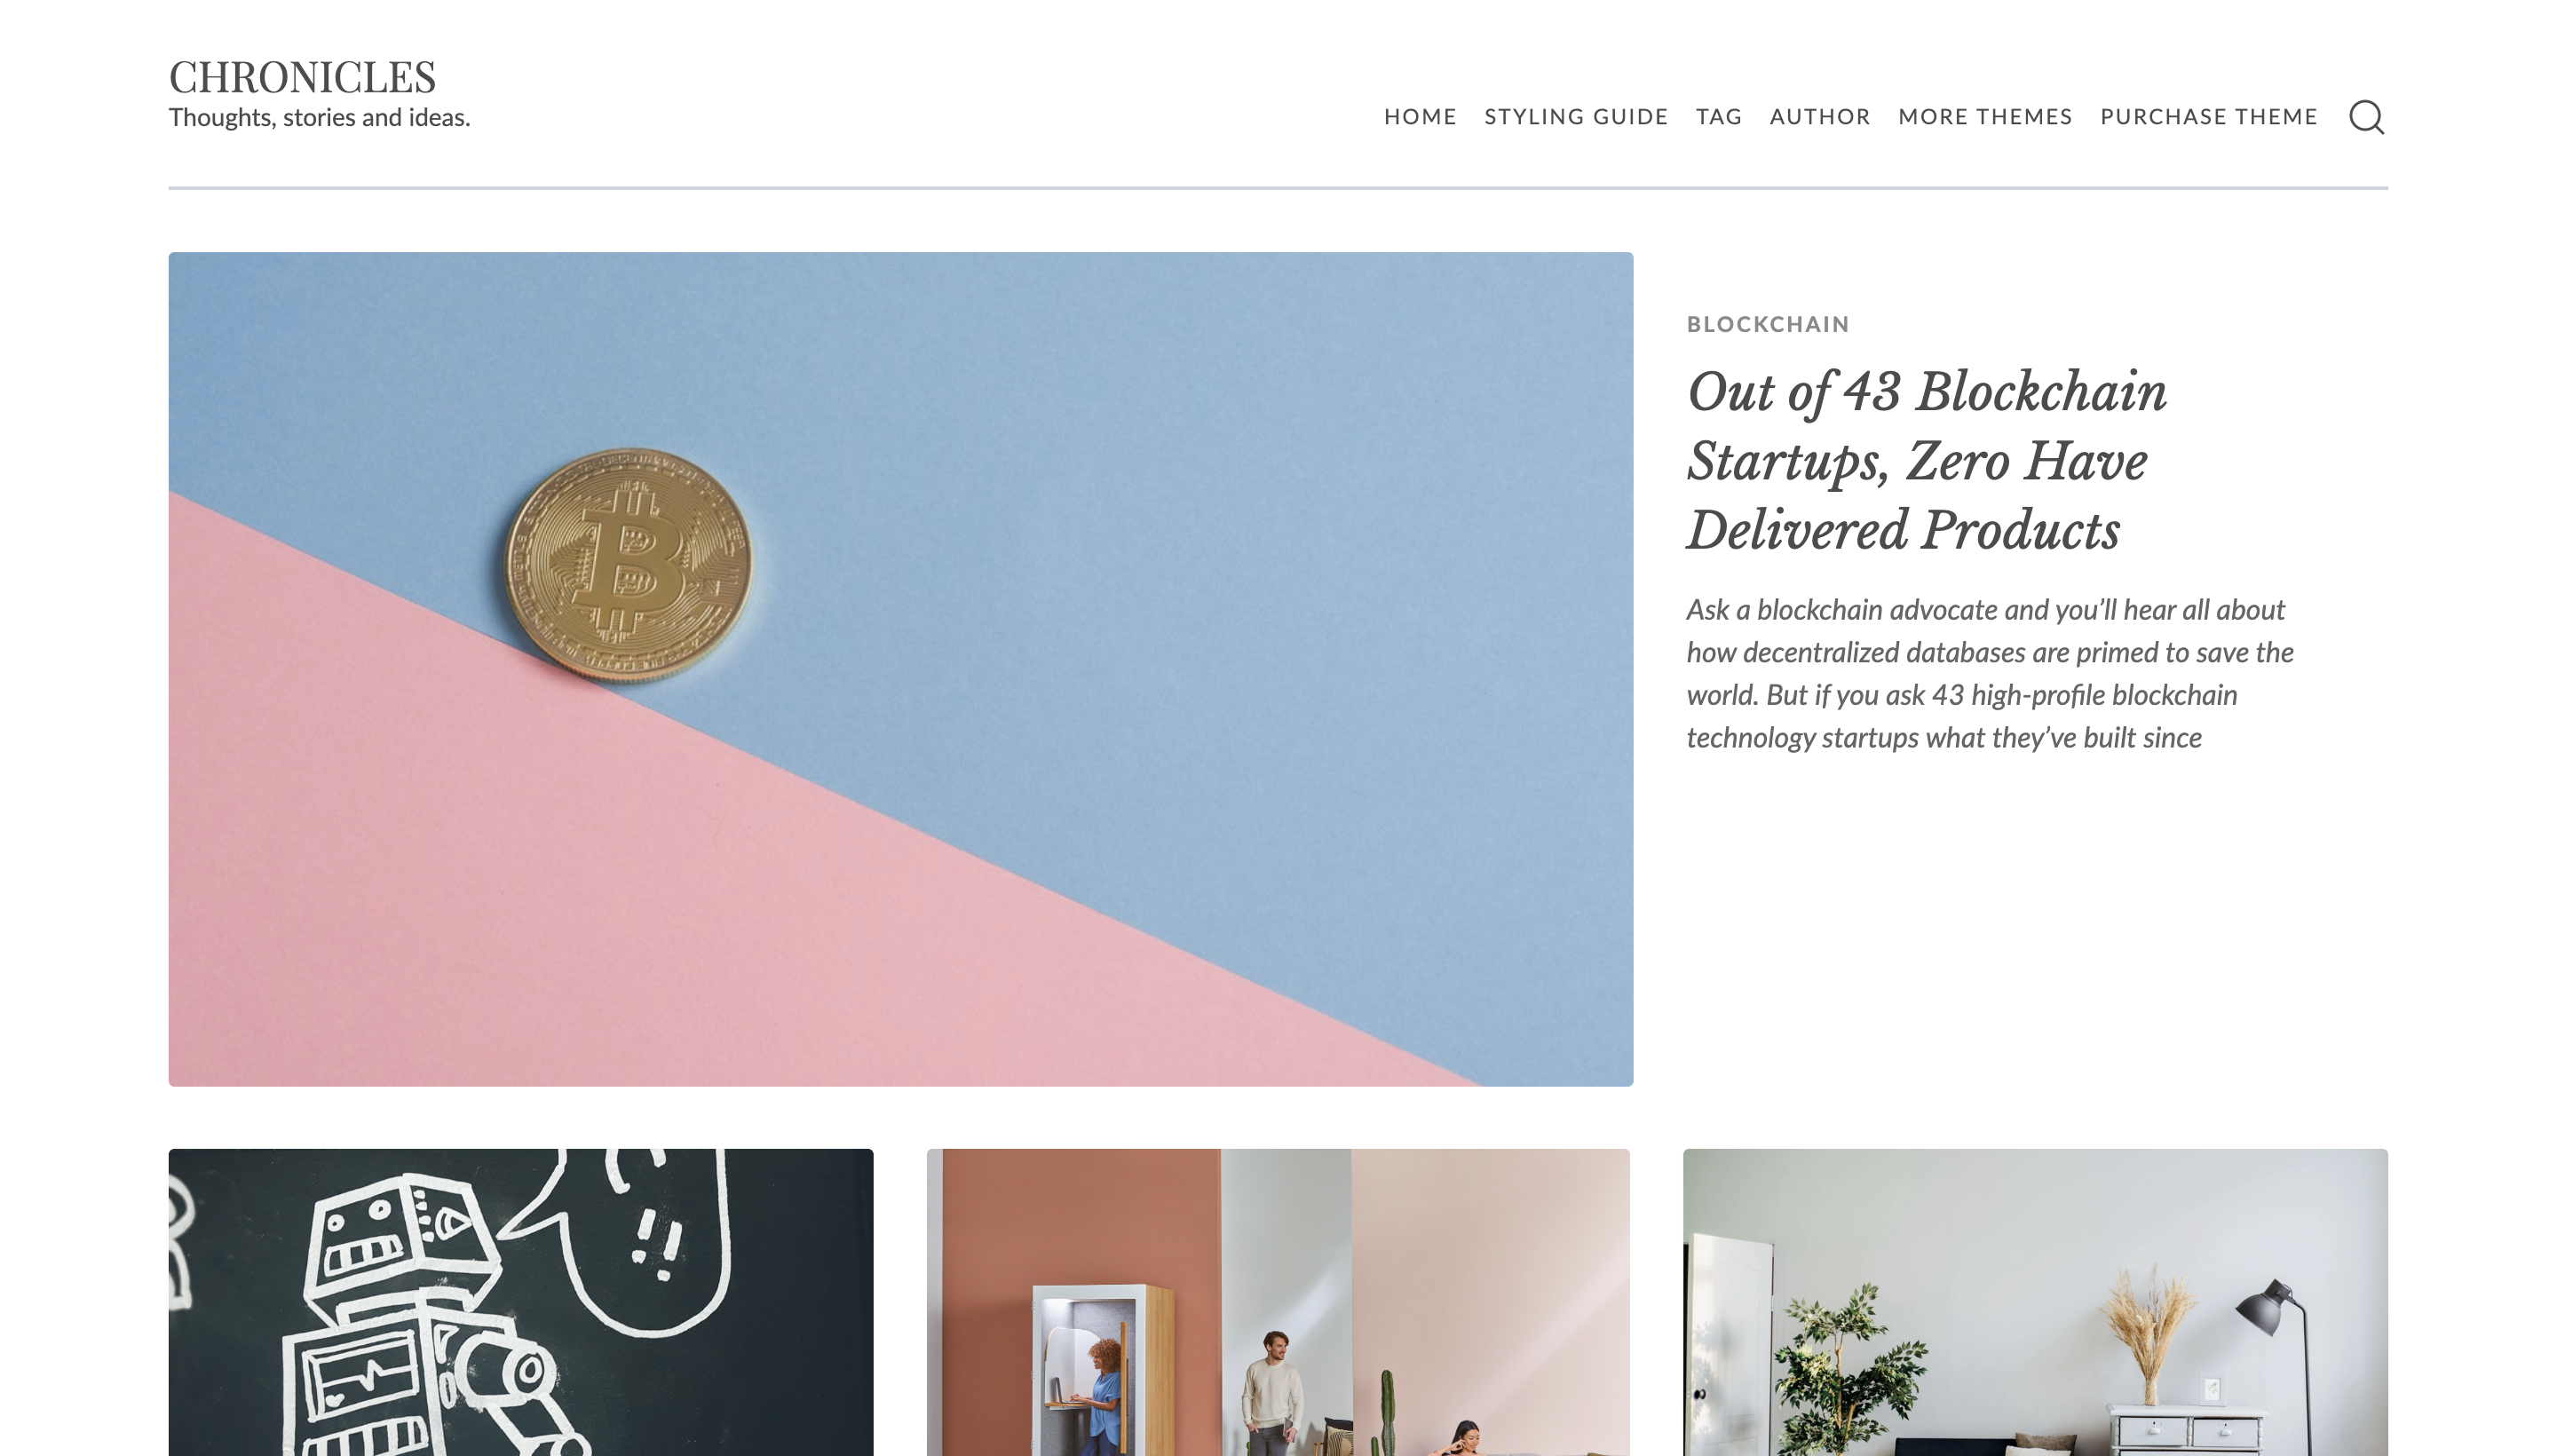 CHRONICLES
Thoughts, stories and ideas.
HOME STYLING GUIDE TAG AUTHOR MORE THEMES PURCHASE THEME
BLOCKCHAIN
Out of 43 Blockchain
Startups, Zero Have
Delivered Products
Ask a blockchain advocate and you’ll hear all about
how decentralized databases are primed to save the
world. But if you ask 43 high-profile blockchain
technology startups what they’ve built since
!!